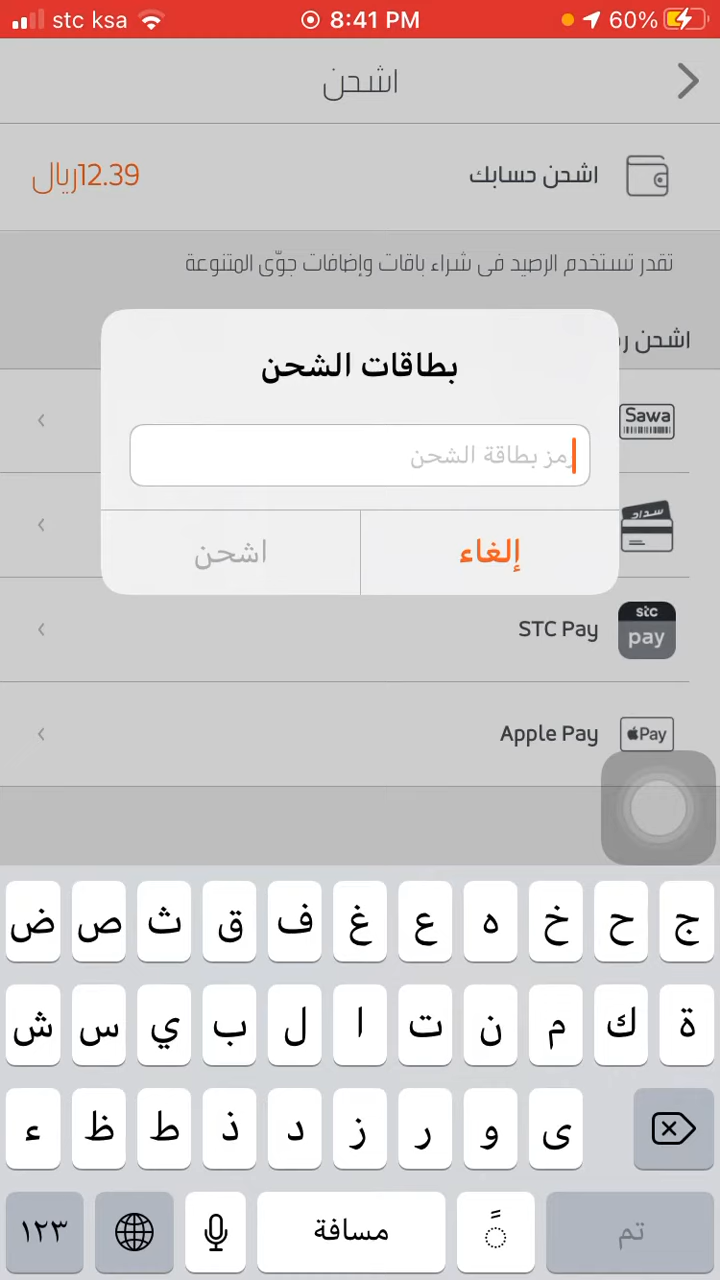 stc ksa 8:41 PM 60%
اشحن
اشحن حسابك 12.39ريال
تقدر تستخدم الرصيد في شراء باقات وإضافات جوّي المتنوعة
اشحن
بطاقات الشحن
Sawa
رمز بطاقة الشحن
سداد
إلغاء اشحن
STC Pay
stc pay
Apple Pay
Pay
ض ص ث ق ف غ ع ه خ ح ج
ش س ي ب ل ا ت ن م ك ة
ء ظ ط ذ د ز ر و ى
١٢٣ مسافة تم